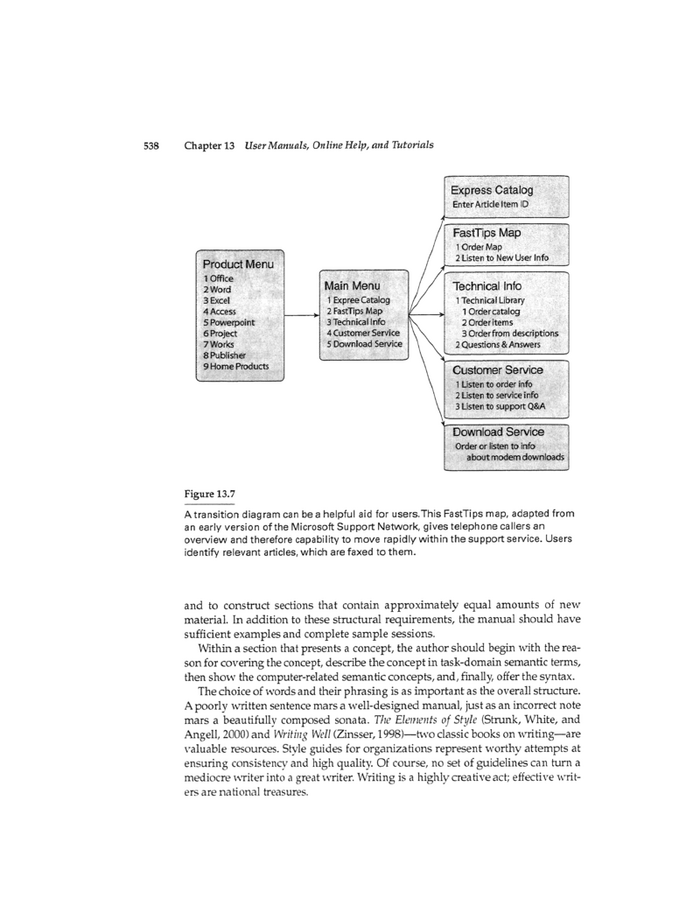 538 Chapter 13 User Manuals, Online Help, and Tutorials
Product Menu
1 Office
2 Word
3 Excel
4 Access
5 Powerpoint
6 Project
7 Works
8 Publisher
9 Home Products
Main Menu
1 Expree Catalog
2 FastTips Map
3 Technical Info
4 Customer Service
5 Download Service
Express Catalog
Enter Article Item ID
FastTips Map
1 Order Map
2 Listen to New User Info
Technical Info
1 Technical Library
1 Order catalog
2 Order items
3 Order from descriptions
2 Questions & Answers
Customer Service
1 Listen to order info
2 Listen to service info
3 Listen to support Q&A
Download Service
Order or listen to info
about modem downloads
Figure 13.7
A transition diagram can be a helpful aid for users. This FastTips map, adapted from
an early version of the Microsoft Support Network, gives telephone callers an
overview and therefore capability to move rapidly within the support service. Users
identify relevant articles, which are faxed to them.
and to construct sections that contain approximately equal amounts of new
material. In addition to these structural requirements, the manual should have
sufficient examples and complete sample sessions.
Within a section that presents a concept, the author should begin with the rea-
son for covering the concept, describe the concept in task-domain semantic terms,
then show the computer-related semantic concepts, and, finally, offer the syntax.
The choice of words and their phrasing is as important as the overall structure.
A poorly written sentence mars a well-designed manual, just as an incorrect note
mars a beautifully composed sonata. The Elements of Style (Strunk, White, and
Angell, 2000) and Writing Well (Zinsser, 1998)—two classic books on writing—are
valuable resources. Style guides for organizations represent worthy attempts at
ensuring consistency and high quality. Of course, no set of guidelines can turn a
mediocre writer into a great writer. Writing is a highly creative act; effective writ-
ers are national treasures.